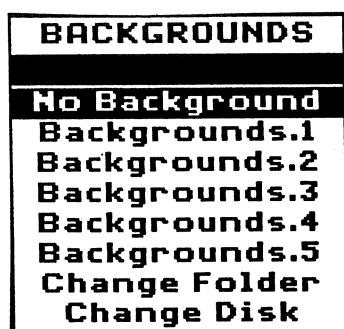 BACKGROUNDS
No Background
Backgrounds.1
Backgrounds.2
Backgrounds.3
Backgrounds.4
Backgrounds.5
Change Folder
Change Disk